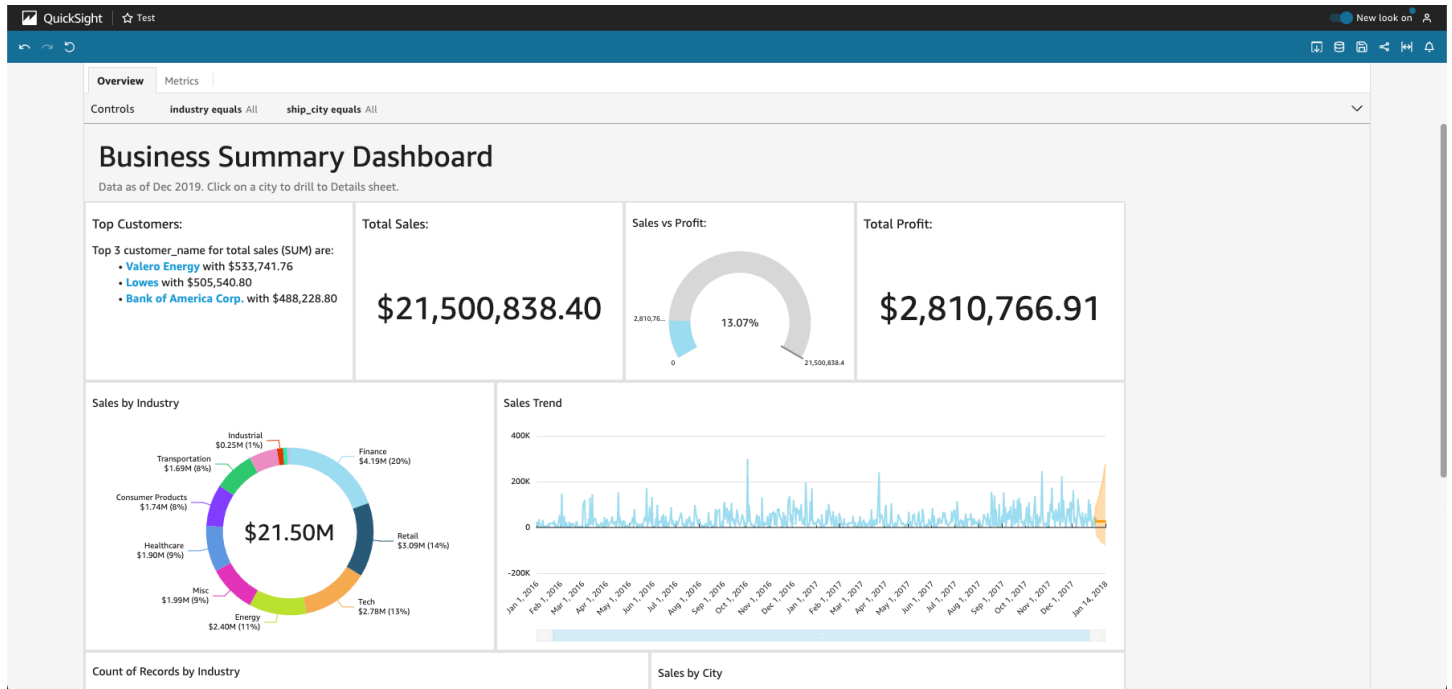 QuickSight
Test
New look on
Overview
Metrics
Controls
industry equals All
ship_city equals All
Business Summary Dashboard
Data as of Dec 2019. Click on a city to drill to Details sheet.
Top Customers:
Top 3 customer_name for total sales (SUM) are:
• Valero Energy with $533,741.76
• Lowes with $505,540.80
• Bank of America Corp. with $488,228.80
Total Sales:
$21,500,838.40
Sales vs Profit:
2,810,76...
13.07%
0
21,500,838.4
Total Profit:
$2,810,766.91
Sales by Industry
Industrial
$0.25M (1%)
Transportation
$1.69M (8%)
Consumer Products
$1.74M (8%)
Healthcare
$1.90M (9%)
Misc
$1.99M (9%)
Energy
$2.40M (11%)
Tech
$2.78M (13%)
Retail
$3.09M (14%)
Finance
$4.19M (20%)
$21.50M
Sales Trend
400K
200K
0
-200K
Jan 1, 2016
Feb 1, 2016
Mar 1, 2016
Apr 1, 2016
May 1, 2016
Jun 1, 2016
Jul 1, 2016
Aug 1, 2016
Sep 1, 2016
Oct 1, 2016
Nov 1, 2016
Dec 1, 2016
Jan 1, 2017
Feb 1, 2017
Mar 1, 2017
Apr 1, 2017
May 1, 2017
Jun 1, 2017
Jul 1, 2017
Aug 1, 2017
Sep 1, 2017
Oct 1, 2017
Nov 1, 2017
Dec 1, 2017
Jan 14, 2018
Count of Records by Industry
Sales by City